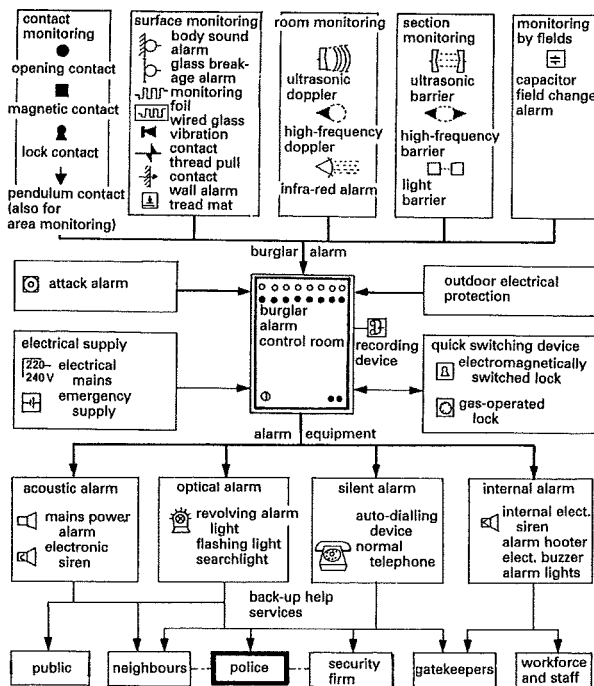 contact
monitoring
opening contact
magnetic contact
lock contact
pendulum contact
(also for
area monitoring)
surface monitoring
body sound
alarm
glass break-
age alarm
monitoring
foil
wired glass
vibration
contact
thread pull
contact
wall alarm
tread mat
room monitoring
ultrasonic
doppler
high-frequency
doppler
infra-red alarm
section
monitoring
ultrasonic
barrier
high-frequency
barrier
light
barrier
monitoring
by fields
capacitor
field change
alarm
burglar alarm
attack alarm
burglar
alarm
control room
recording
device
outdoor electrical
protection
electrical supply
220–
240 V
electrical
mains
emergency
supply
quick switching device
electromagnetically
switched lock
gas-operated
lock
alarm equipment
acoustic alarm
mains power
alarm
electronic
siren
optical alarm
revolving alarm
light
flashing light
searchlight
silent alarm
auto-dialling
device
normal
telephone
internal alarm
internal elect.
siren
alarm hooter
elect. buzzer
alarm lights
back-up help
services
public
neighbours
police
security
firm
gatekeepers
workforce
and staff